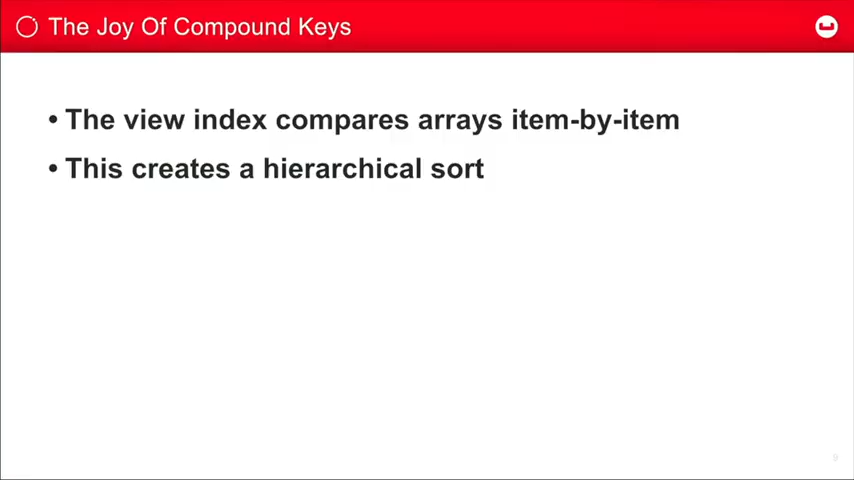 The Joy Of Compound Keys
• The view index compares arrays item-by-item
• This creates a hierarchical sort